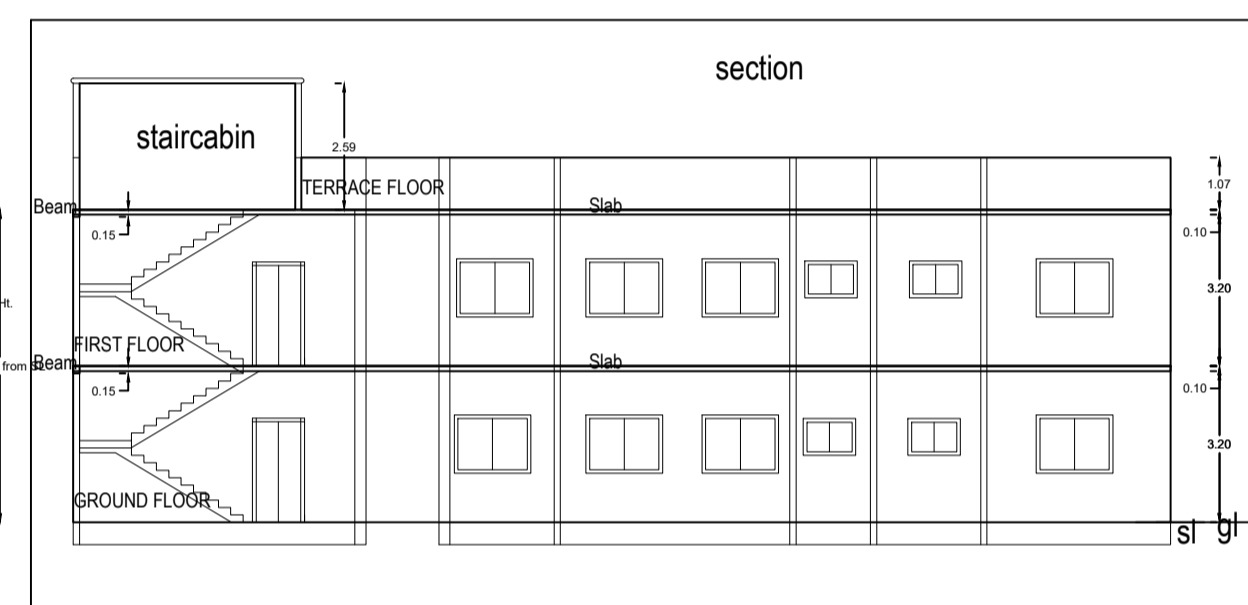 section
staircabin
2.59
TERRACE FLOOR
1.07
Beam
Slab
0.15
0.10
Ht.
3.20
FIRST FLOOR
from
Beam
Slab
0.15
0.10
3.20
GROUND FLOOR
sl
gl